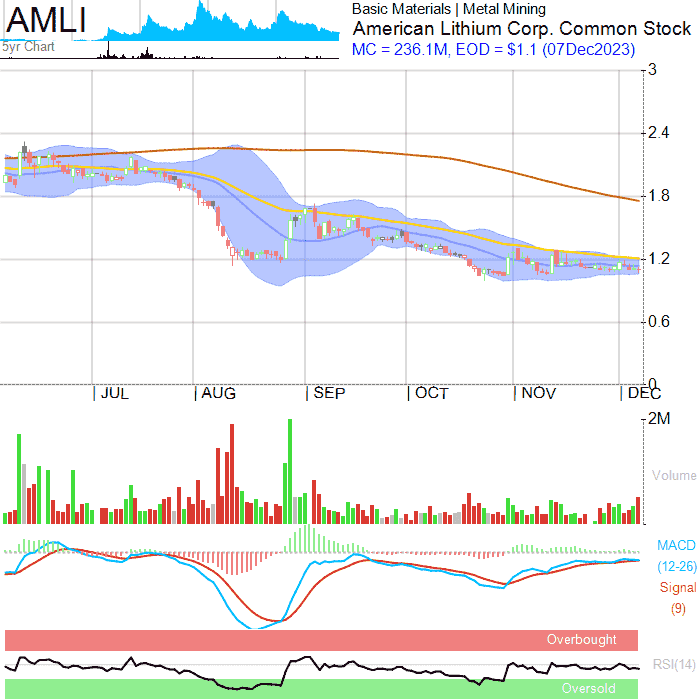 AMLI
5yr Chart
Basic Materials | Metal Mining
American Lithium Corp. Common Stock
MC = 236.1M, EOD = $1.1 (07Dec2023)
3
2.4
1.8
1.2
0.6
0
JUL AUG SEP OCT NOV DEC
2M
Volume
MACD
(12-26)
Signal
(9)
Overbought
RSI(14)
Oversold